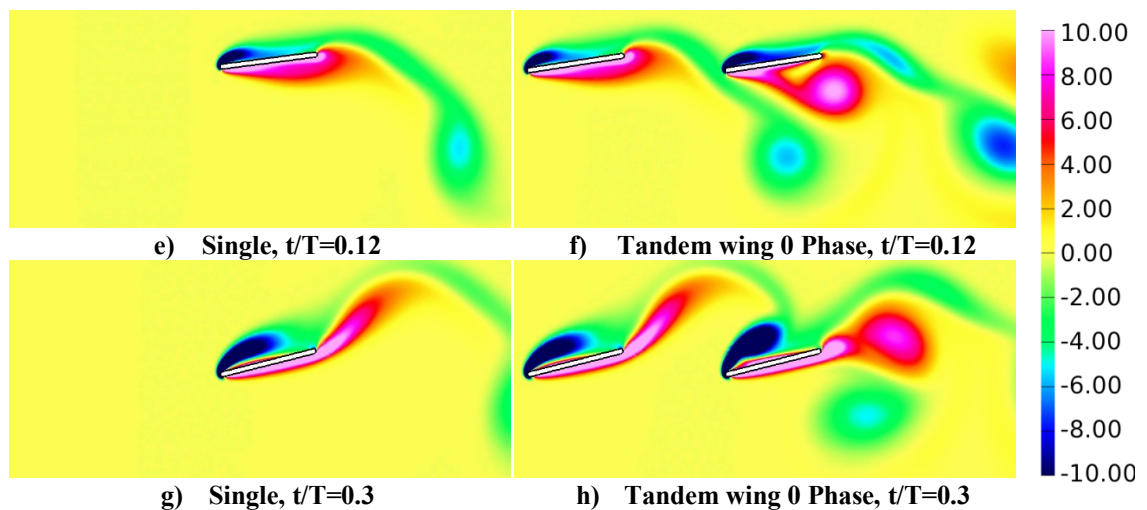 10.00
8.00
6.00
4.00
2.00
0.00
-2.00
-4.00
-6.00
-8.00
-10.00
e) Single, t/T=0.12
f) Tandem wing 0 Phase, t/T=0.12
g) Single, t/T=0.3
h) Tandem wing 0 Phase, t/T=0.3